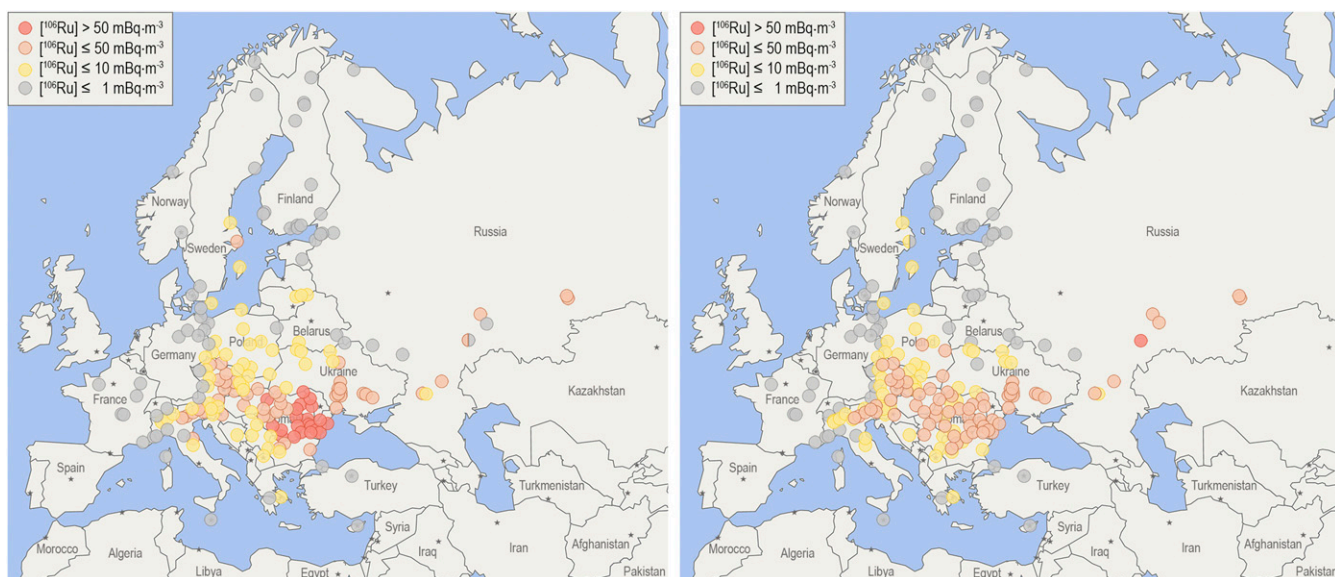 [¹⁰⁶Ru] > 50 mBq·m⁻³
[¹⁰⁶Ru] ≤ 50 mBq·m⁻³
[¹⁰⁶Ru] ≤ 10 mBq·m⁻³
[¹⁰⁶Ru] ≤ 1 mBq·m⁻³
Norway
Finland
Sweden
Russia
Belarus
Pol
Germany
Ukraine
Kazakhstan
France
Spain
Turkey
Turkmenistan
Syria
Morocco
Algeria
Iraq
Iran
Afghanistan
Libya
Egypt
Pakistan
[¹⁰⁶Ru] > 50 mBq·m⁻³
[¹⁰⁶Ru] ≤ 50 mBq·m⁻³
[¹⁰⁶Ru] ≤ 10 mBq·m⁻³
[¹⁰⁶Ru] ≤ 1 mBq·m⁻³
Norway
Finland
Sweden
Russia
Belarus
Germany
Ukraine
Kazakhstan
France
Spain
Turkey
Turkmenistan
Syria
Morocco
Algeria
Iraq
Iran
Afghanistan
Libya
Egypt
Pakistan